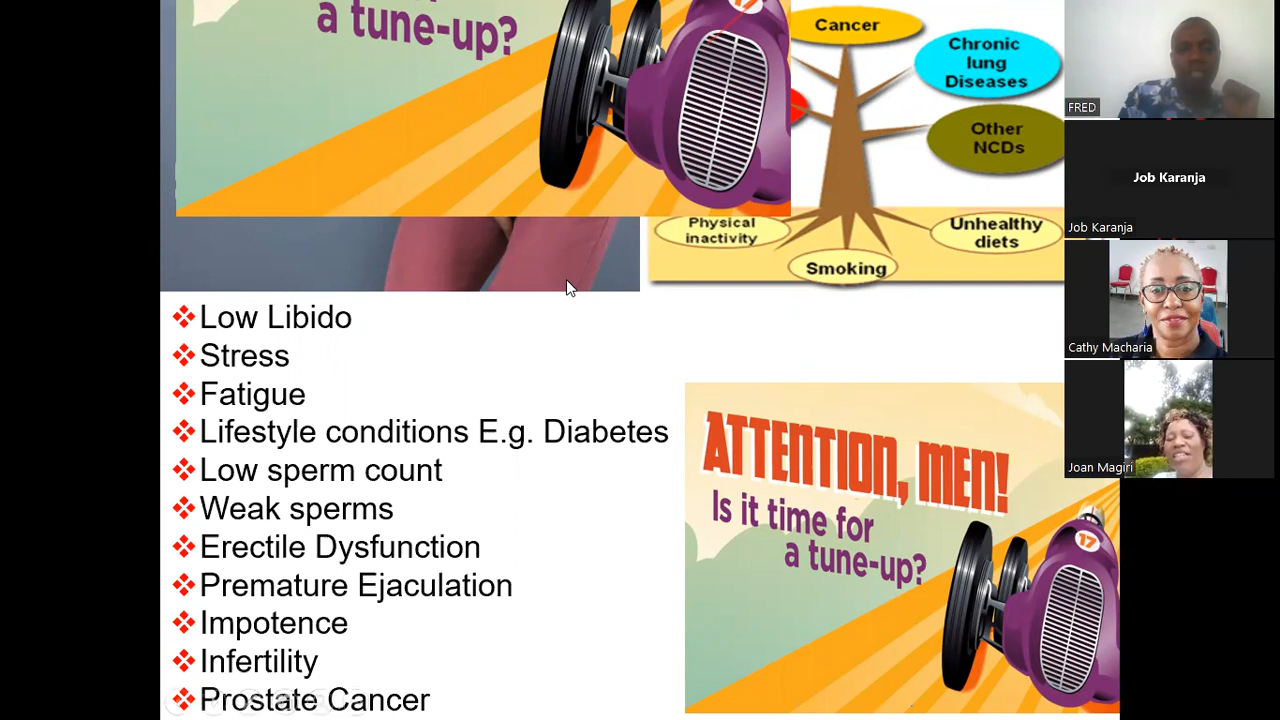 a tune-up?
17
Cancer
Chronic
lung
Diseases
Other
NCDs
Physical
inactivity
Unhealthy
diets
Smoking
FRED
Job Karanja
Job Karanja
Cathy Macharia
Joan Magiri
❖Low Libido
❖Stress
❖Fatigue
❖Lifestyle conditions E.g. Diabetes
❖Low sperm count
❖Weak sperms
❖Erectile Dysfunction
❖Premature Ejaculation
❖Impotence
❖Infertility
❖Prostate Cancer
ATTENTION, MEN!
Is it time for
a tune-up?
17